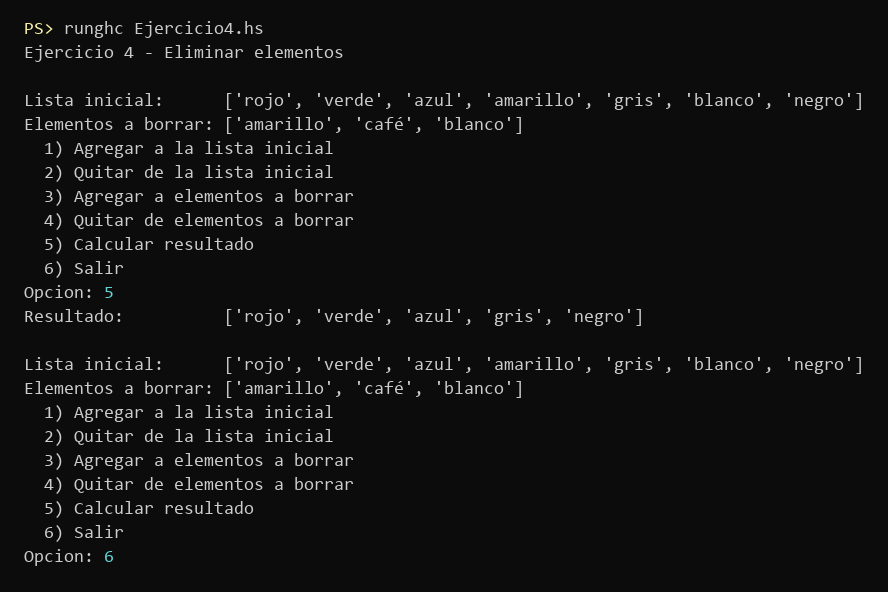 PS> runghc Ejercicio4.hs
Ejercicio 4 - Eliminar elementos

Lista inicial:      ['rojo', 'verde', 'azul', 'amarillo', 'gris', 'blanco', 'negro']
Elementos a borrar: ['amarillo', 'café', 'blanco']
  1) Agregar a la lista inicial
  2) Quitar de la lista inicial
  3) Agregar a elementos a borrar
  4) Quitar de elementos a borrar
  5) Calcular resultado
  6) Salir
Opcion: 5
Resultado:          ['rojo', 'verde', 'azul', 'gris', 'negro']

Lista inicial:      ['rojo', 'verde', 'azul', 'amarillo', 'gris', 'blanco', 'negro']
Elementos a borrar: ['amarillo', 'café', 'blanco']
  1) Agregar a la lista inicial
  2) Quitar de la lista inicial
  3) Agregar a elementos a borrar
  4) Quitar de elementos a borrar
  5) Calcular resultado
  6) Salir
Opcion: 6